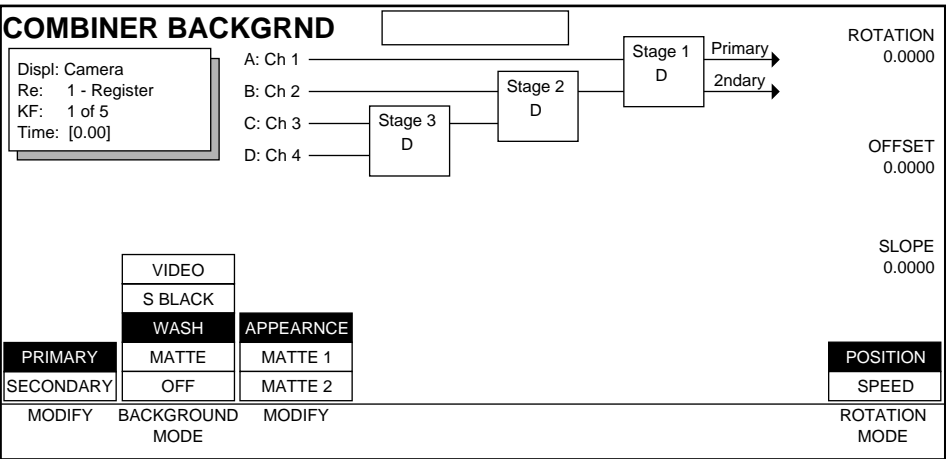 COMBINER BACKGRND
Displ: Camera
Re: 1 - Register
KF: 1 of 5
Time: [0.00]
A: Ch 1
B: Ch 2
C: Ch 3
D: Ch 4
Stage 3
D
Stage 2
D
Stage 1
D
Primary
2ndary
ROTATION
0.0000
OFFSET
0.0000
SLOPE
0.0000
PRIMARY
SECONDARY
MODIFY
VIDEO
S BLACK
WASH
MATTE
OFF
BACKGROUND
MODE
APPEARNCE
MATTE 1
MATTE 2
MODIFY
POSITION
SPEED
ROTATION
MODE